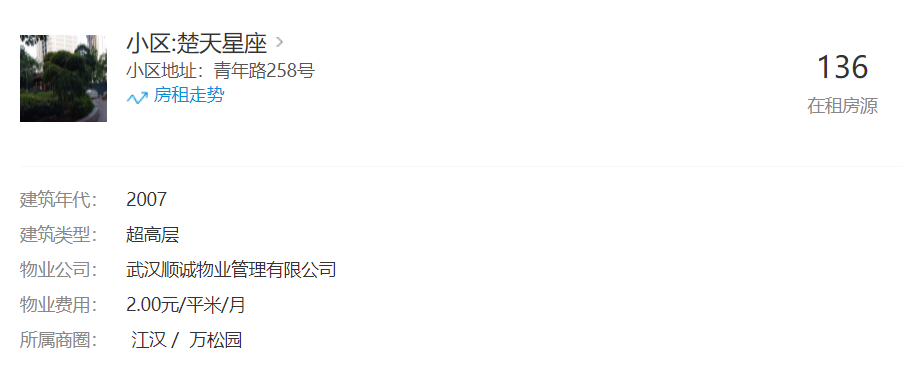 小区:楚天星座 >
小区地址：青年路258号
房租走势
136
在租房源
建筑年代： 2007
建筑类型： 超高层
物业公司： 武汉顺诚物业管理有限公司
物业费用： 2.00元/平米/月
所属商圈： 江汉 / 万松园